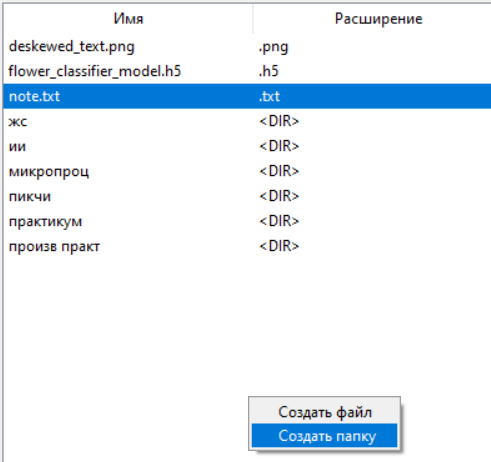 Имя Расширение
deskewed_text.png .png
flower_classifier_model.h5 .h5
note.txt .txt
жс <DIR>
ии <DIR>
микропроц <DIR>
пикчи <DIR>
практикум <DIR>
произв практ <DIR>
Создать файл
Создать папку